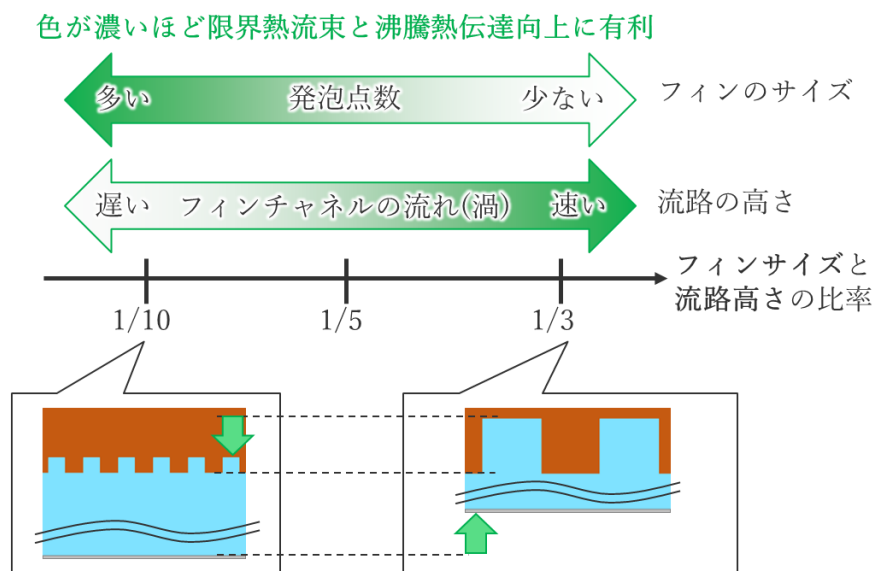 色が濃いほど限界熱流束と沸騰熱伝達向上に有利
多い 発泡点数 少ない フィンのサイズ
遅い フィンチャネルの流れ(渦) 速い 流路の高さ
フィンサイズと
流路高さの比率
1/10 1/5 1/3